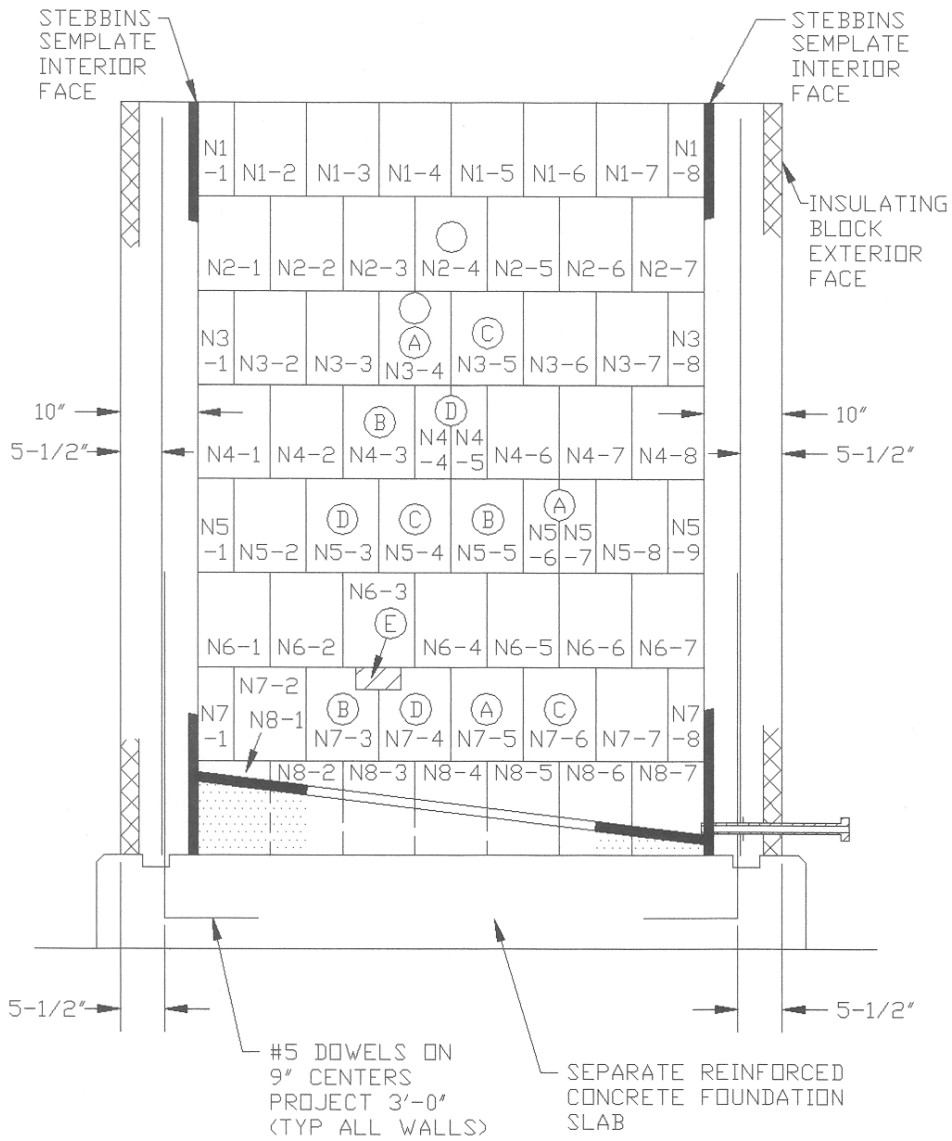 STEBBINS
SEMPLATE
INTERIOR
FACE
STEBBINS
SEMPLATE
INTERIOR
FACE
N1
-1
N1-2
N1-3
N1-4
N1-5
N1-6
N1-7
N1
-8
INSULATING
BLOCK
EXTERIOR
FACE
N2-1
N2-2
N2-3
N2-4
N2-5
N2-6
N2-7
N3
-1
N3-2
N3-3
A
N3-4
C
N3-5
N3-6
N3-7
N3
-8
10"
10"
5-1/2"
5-1/2"
N4-1
N4-2
B
N4-3
D
N4
-4
N4
-5
N4-6
N4-7
N4-8
N5
-1
N5-2
D
N5-3
C
N5-4
B
N5-5
A
N5
-6
N5
-7
N5-8
N5
-9
N6-1
N6-2
N6-3
E
N6-4
N6-5
N6-6
N6-7
N7
-1
N7-2
B
N7-3
D
N7-4
A
N7-5
C
N7-6
N7-7
N7
-8
N8-1
N8-2
N8-3
N8-4
N8-5
N8-6
N8-7
5-1/2"
5-1/2"
#5 DOWELS ON
9" CENTERS
PROJECT 3'-0"
(TYP ALL WALLS)
SEPARATE REINFORCED
CONCRETE FOUNDATION
SLAB